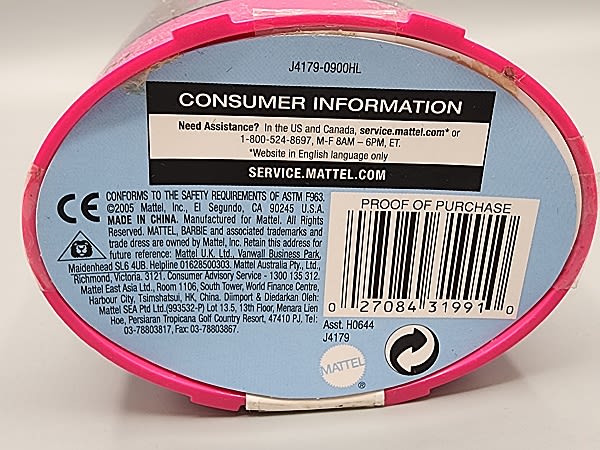 J4179-0900HL
CONSUMER INFORMATION
Need Assistance? In the US and Canada, service.mattel.com* or
1-800-524-8697, M-F 8AM – 6PM, ET.
*Website in English language only
SERVICE.MATTEL.COM
CE
CONFORMS TO THE SAFETY REQUIREMENTS OF ASTM F963.
©2005 Mattel, Inc., El Segundo, CA 90245 U.S.A.
MADE IN CHINA. Manufactured for Mattel. All Rights
Reserved. MATTEL, BARBIE and associated trademarks and
trade dress are owned by Mattel, Inc. Retain this address for
future reference: Mattel U.K. Ltd., Vanwall Business Park,
Maidenhead SL6 4UB. Helpline 01628500303. Mattel Australia Pty., Ltd.,
Richmond, Victoria. 3121. Consumer Advisory Service - 1300 135 312.
Mattel East Asia Ltd., Room 1106, South Tower, World Finance Centre,
Harbour City, Tsimshatsui, HK, China. Diimport & Diedarkan Oleh:
Mattel SEA Ptd Ltd.(993532-P) Lot 13.5, 13th Floor, Menara Lien
Hoe, Persiaran Tropicana Golf Country Resort, 47410 PJ, Tel:
03-78803817, Fax: 03-78803867.
PROOF OF PURCHASE
0 27084 31991 0
Asst. H0644
J4179
MATTEL
®